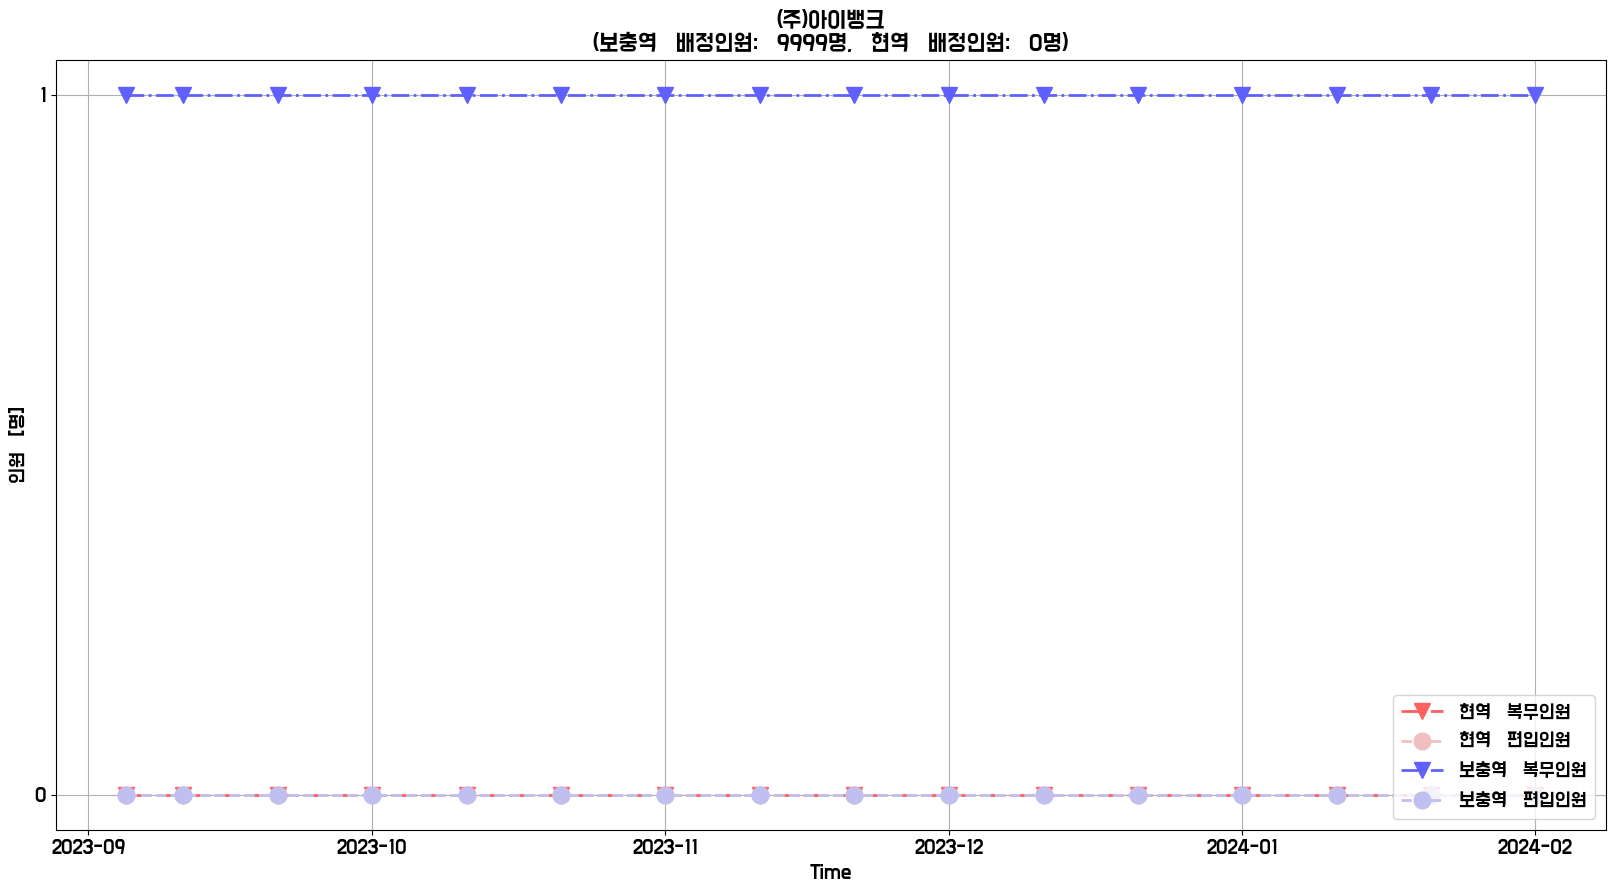 (주)아이뱅크
(보충역 배정인원: 9999명, 현역 배정인원: 0명)
인원 [명]
1
0
현역 복무인원
현역 편입인원
보충역 복무인원
보충역 편입인원
2023-09 2023-10 2023-11 2023-12 2024-01 2024-02
Time